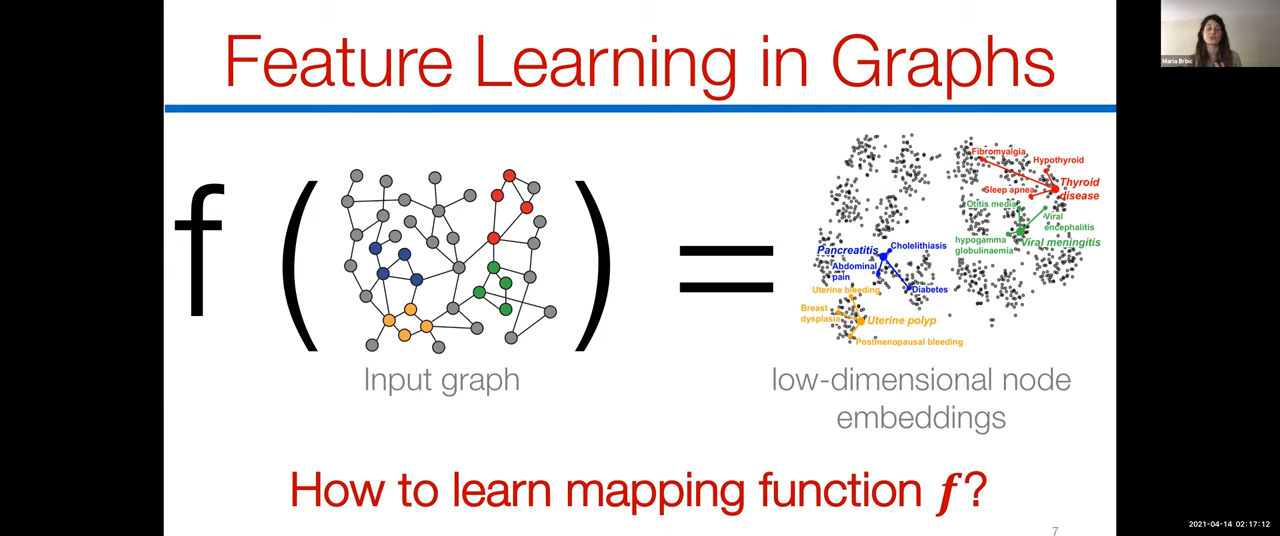 Feature Learning in Graphs
Maria Brbic
f ( ) =
Fibromyalgia
Hypothyroid
Sleep apnea
Thyroid
disease
Otitis media
Viral
encephalitis
hypogamma
globulinaemia
Viral meningitis
Pancreatitis
Cholelithiasis
Abdominal
pain
Diabetes
Uterine bleeding
Breast
dysplasia
Uterine polyp
Postmenopausal bleeding
Input graph
low-dimensional node
embeddings
How to learn mapping function f?
7
2021-04-14 02:17:12